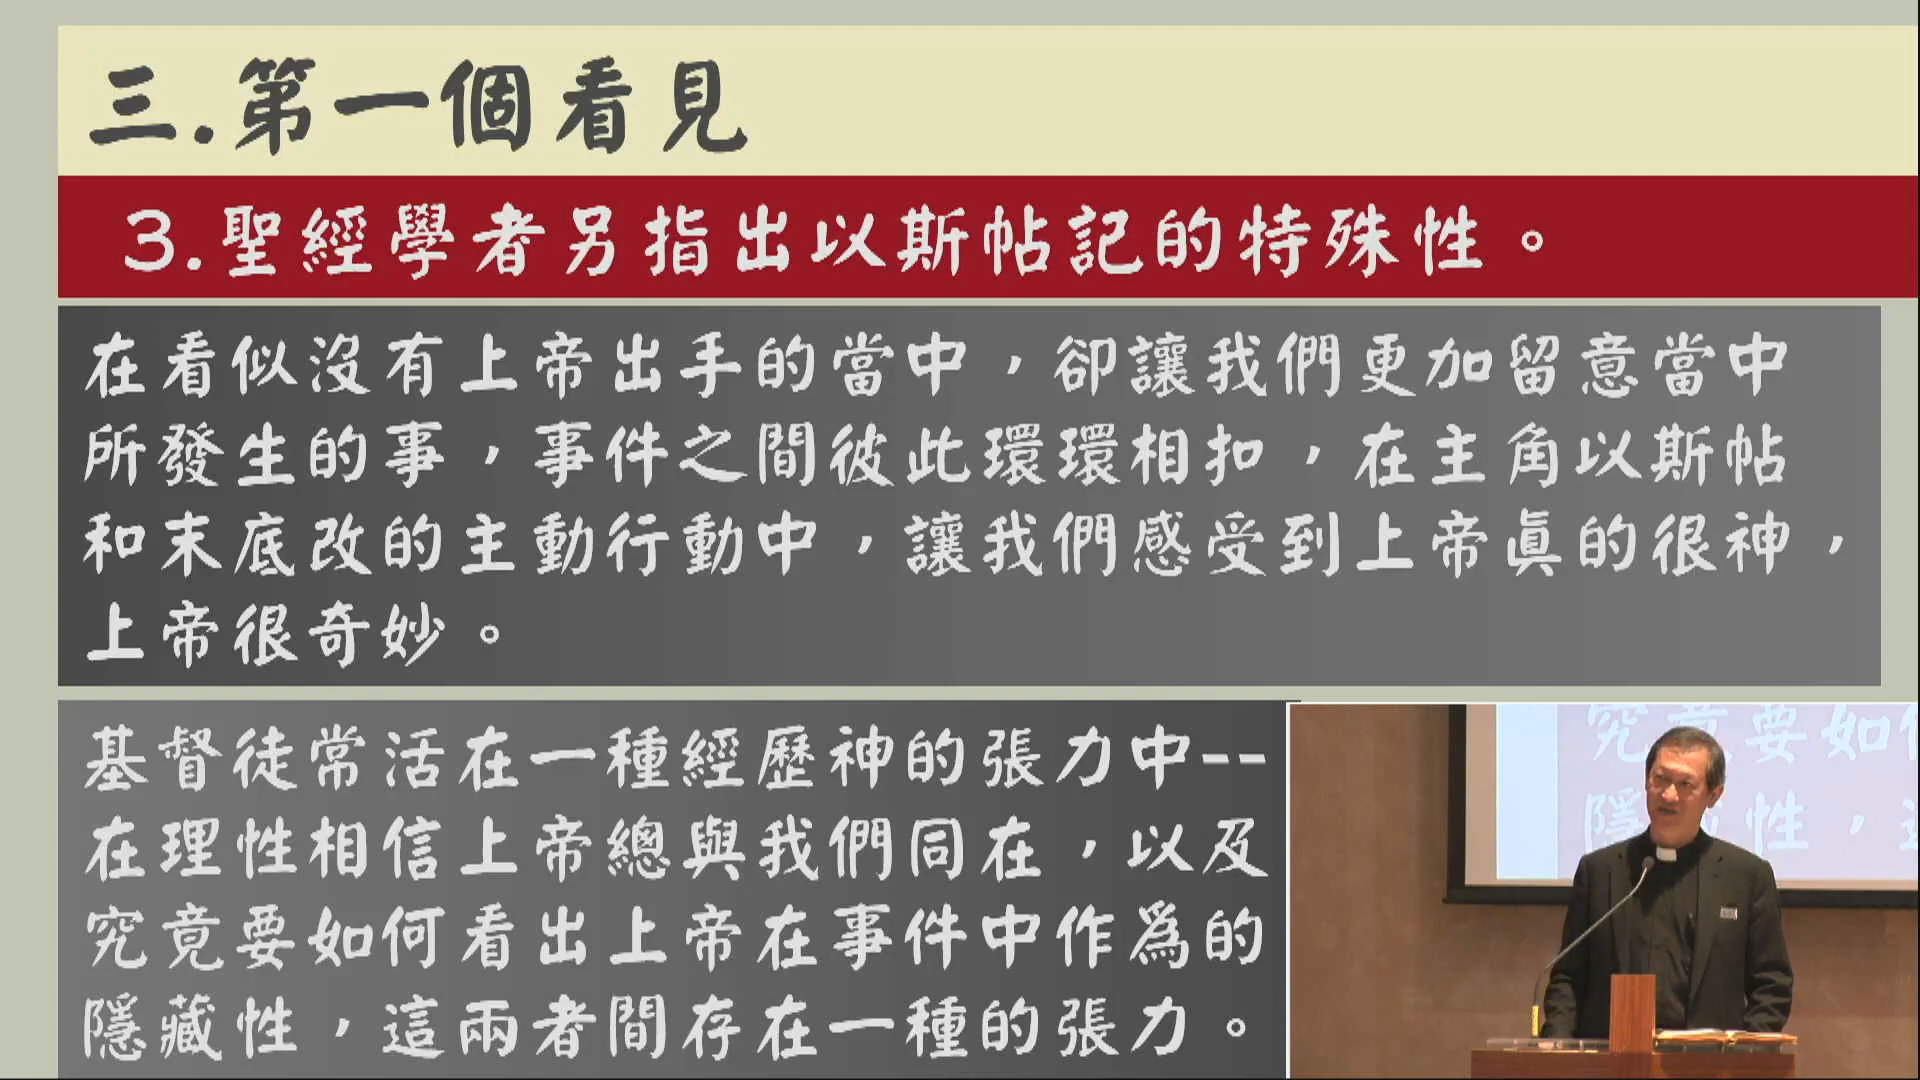 三.第一個看見
3.聖經學者另指出以斯帖記的特殊性。
在看似沒有上帝出手的當中，卻讓我們更加留意當中
所發生的事，事件之間彼此環環相扣，在主角以斯帖
和末底改的主動行動中，讓我們感受到上帝真的很神，
上帝很奇妙。
基督徒常活在一種經歷神的張力中--
在理性相信上帝總與我們同在，以及
究竟要如何看出上帝在事件中作為的
隱藏性，這兩者間存在一種的張力。
究竟要如
隱藏性，